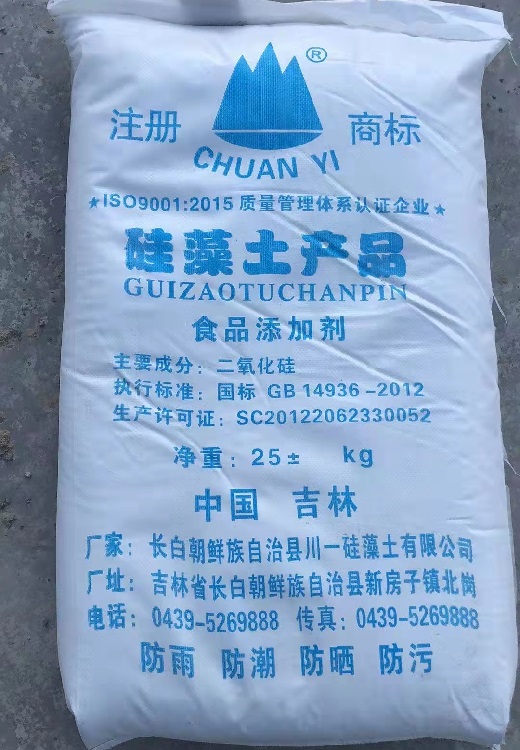 ®
注册 商标
CHUAN YI
★ISO9001:2015 质量管理体系认证企业★
硅藻土产品
GUIZAOTUCHANPIN
食品添加剂
主要成分：二氧化硅
执行标准：国标 GB 14936-2012
生产许可证：SC20122062330052
净重：25± kg
中国 吉林
厂家：长白朝鲜族自治县川一硅藻土有限公司
厂址：吉林省长白朝鲜族自治县新房子镇北岗
电话：0439-5269888 传真：0439-5269888
防雨 防潮 防晒 防污